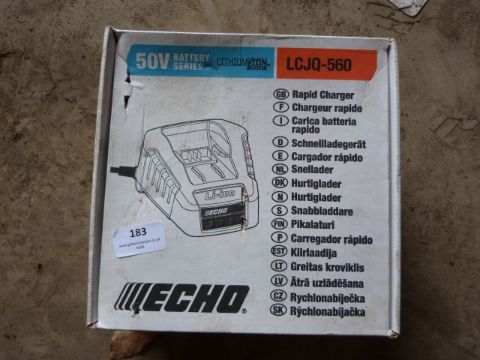 50V BATTERY SERIES LITHIUM-ION LCJQ-560
GB Rapid Charger
F Chargeur rapide
I Carica batteria rapido
D Schnellladegerät
E Cargador rápido
NL Snellader
DK Hurtiglader
N Hurtiglader
S Snabbladdare
FIN Pikalaturi
P Carregador rápido
EST Kiirlaadija
LT Greitas kroviklis
LV Ātrā uzlādēšana
CZ Rychlonabíječka
SK Rýchlonabíjačka
Li-ion
ECHO
183
ECHO